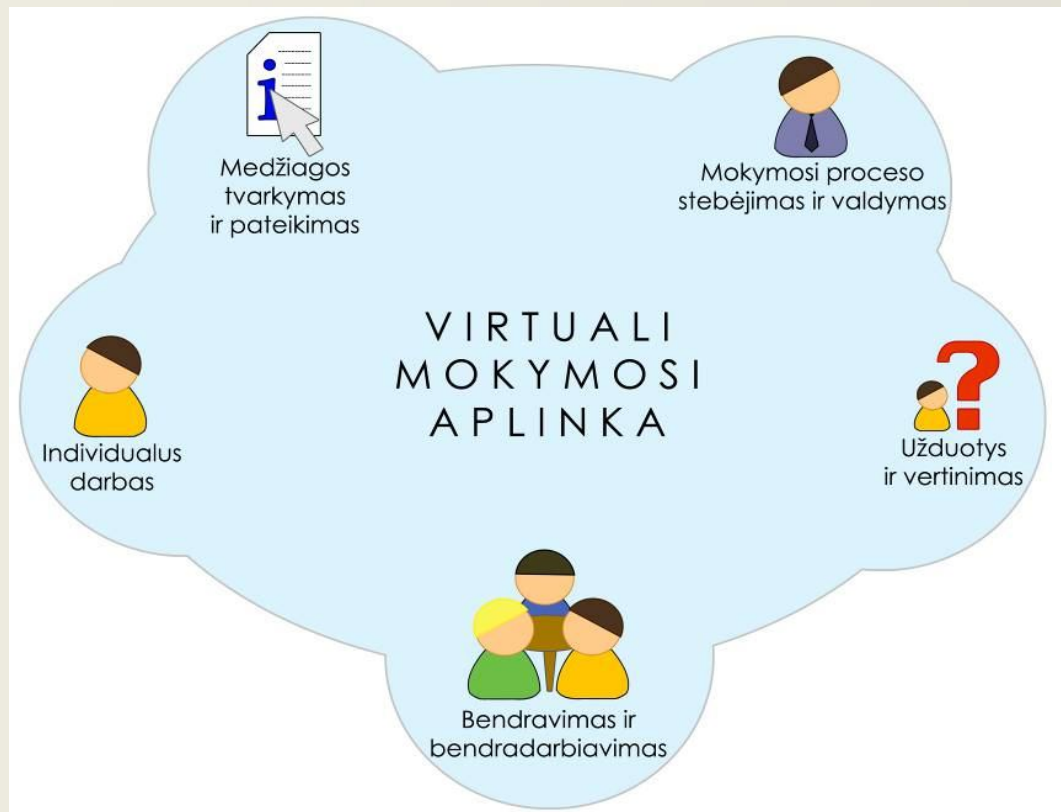 Medžiagos
tvarkymas
ir pateikimas
Mokymosi proceso
stebėjimas ir valdymas
VIRTUALI
MOKYMOSI
APLINKA
Individualus
darbas
Užduotys
ir vertinimas
Bendravimas ir
bendradarbiavimas